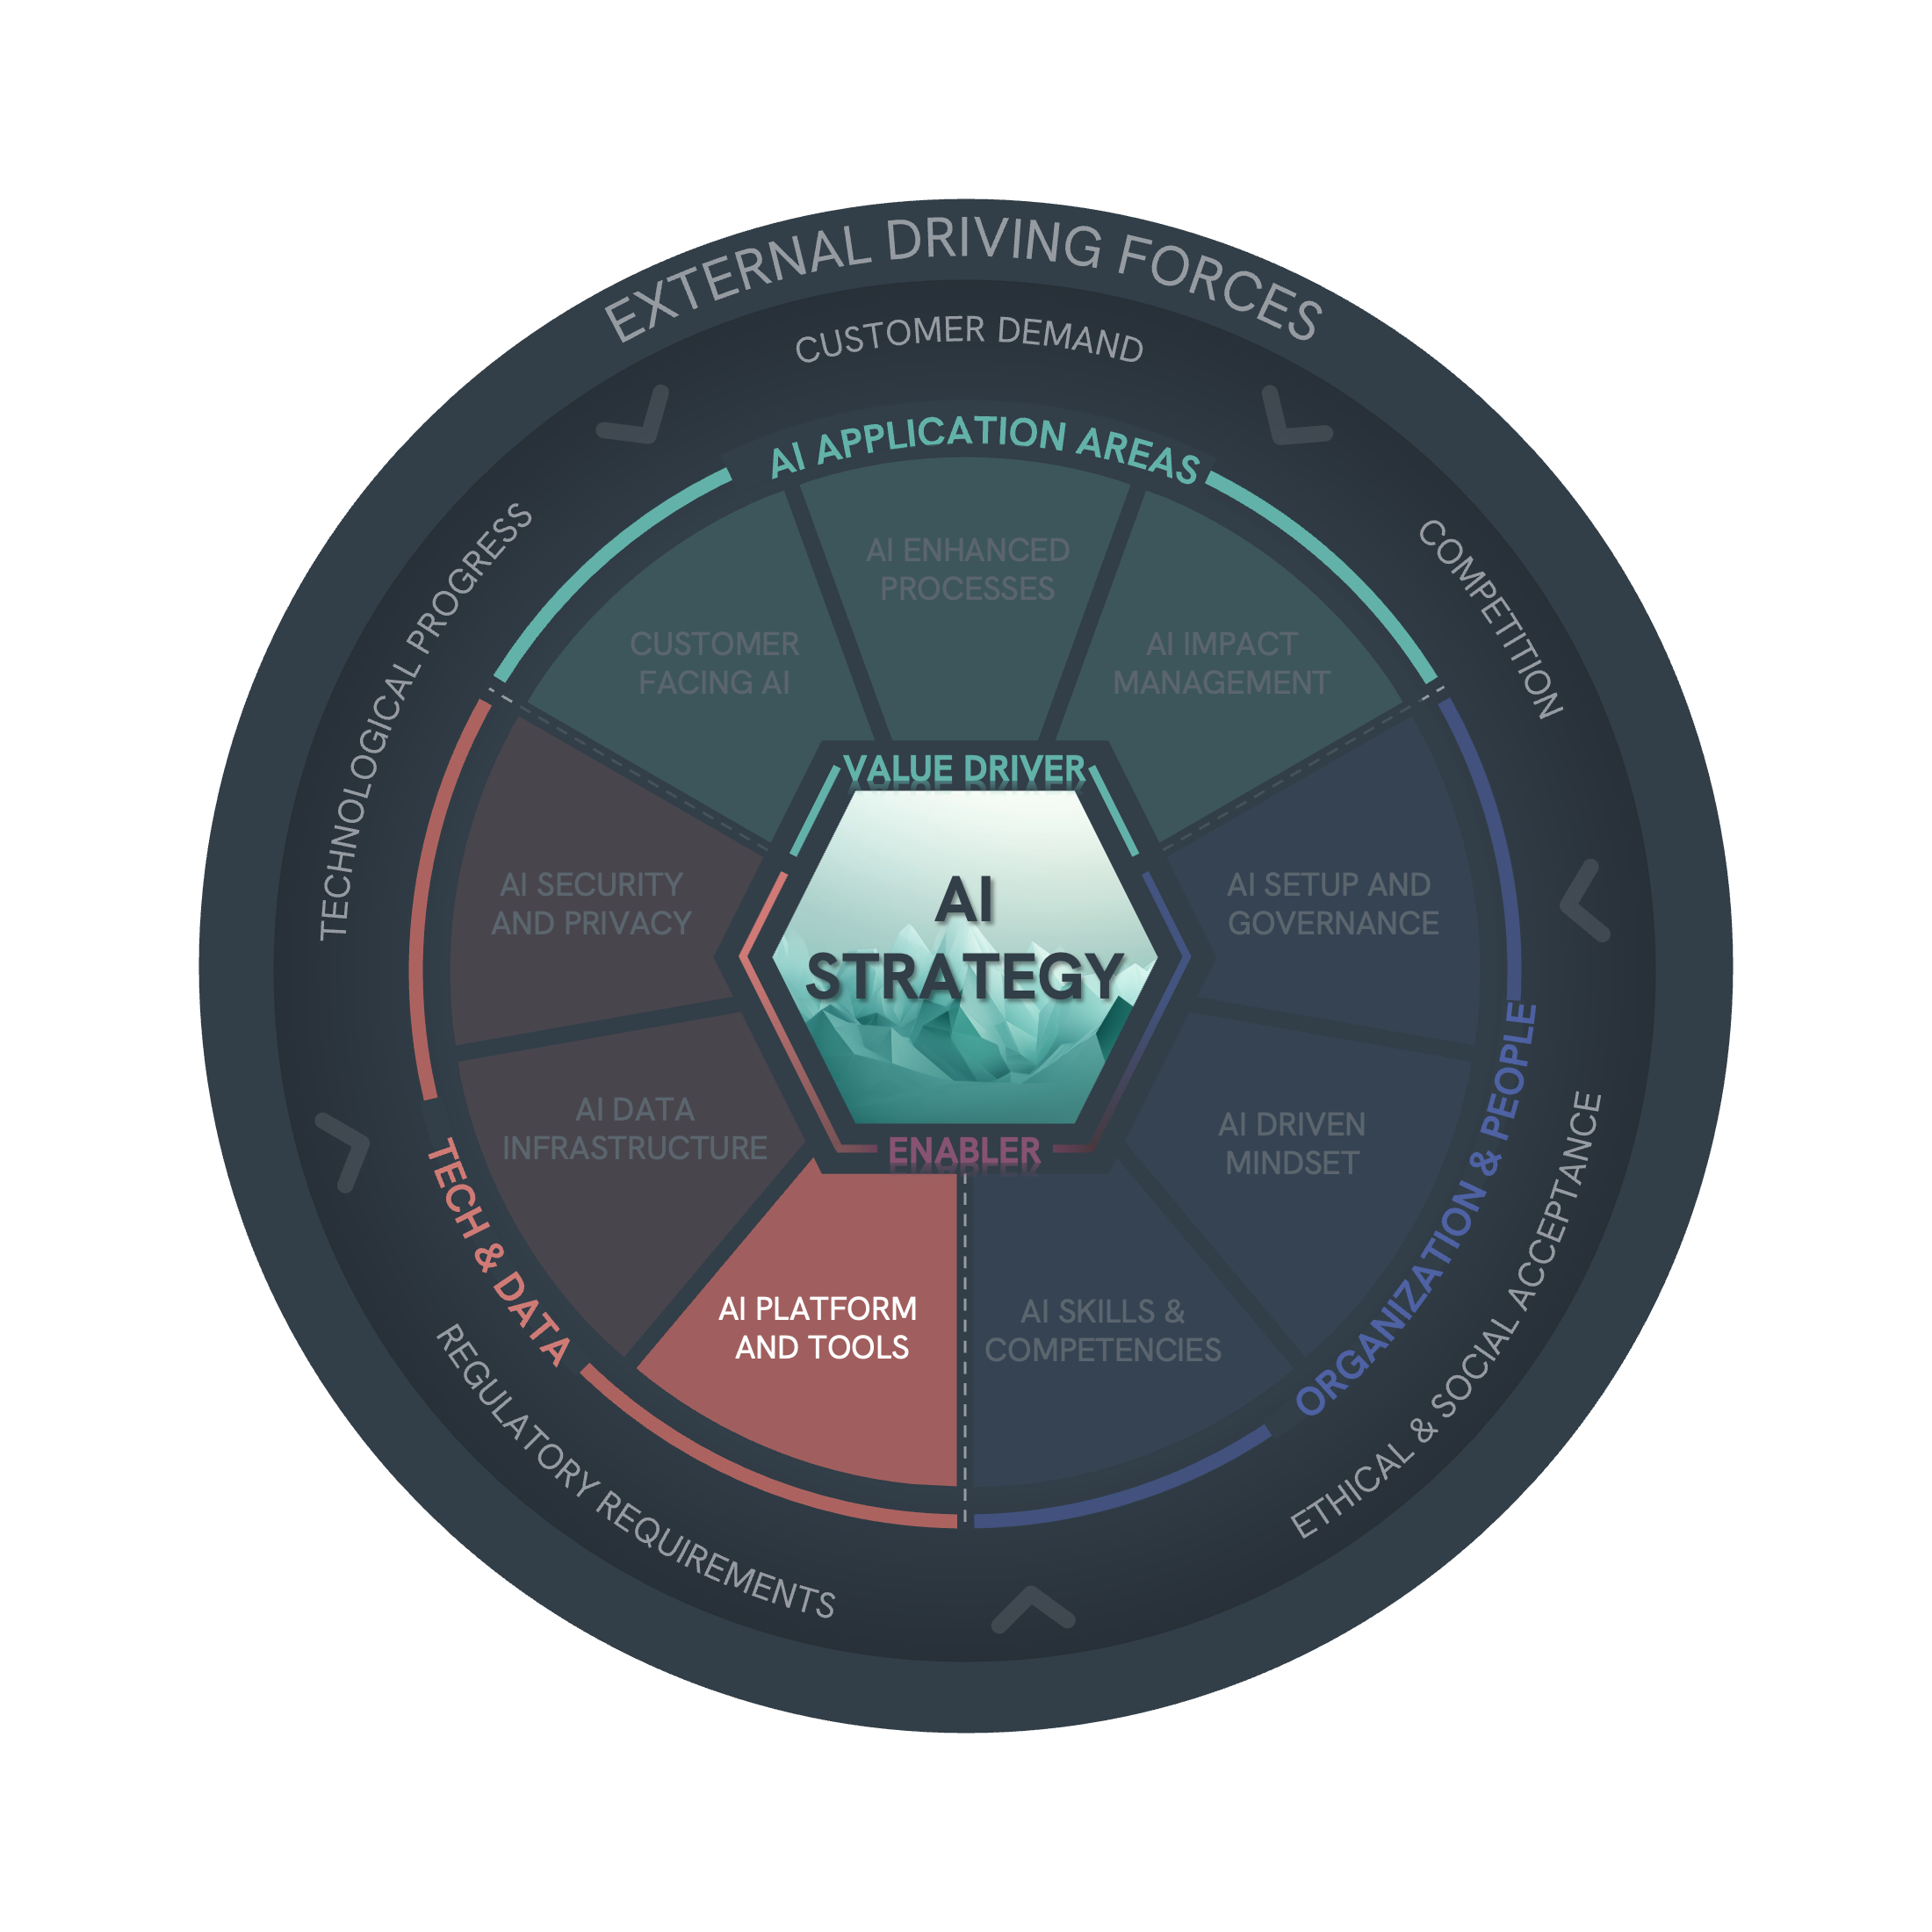 EXTERNAL DRIVING FORCES
CUSTOMER DEMAND
TECHNOLOGICAL PROGRESS
COMPETITION
AI APPLICATION AREAS
AI ENHANCED
PROCESSES
CUSTOMER
FACING AI
AI IMPACT
MANAGEMENT
VALUE DRIVER
AI SECURITY
AND PRIVACY
AI
STRATEGY
AI SETUP AND
GOVERNANCE
AI DATA
INFRASTRUCTURE
AI DRIVEN
MINDSET
ENABLER
TECH & DATA
ORGANIZATION & PEOPLE
AI PLATFORM
AND TOOLS
AI SKILLS &
COMPETENCIES
REGULATORY REQUIREMENTS
ETHICAL & SOCIAL ACCEPTANCE